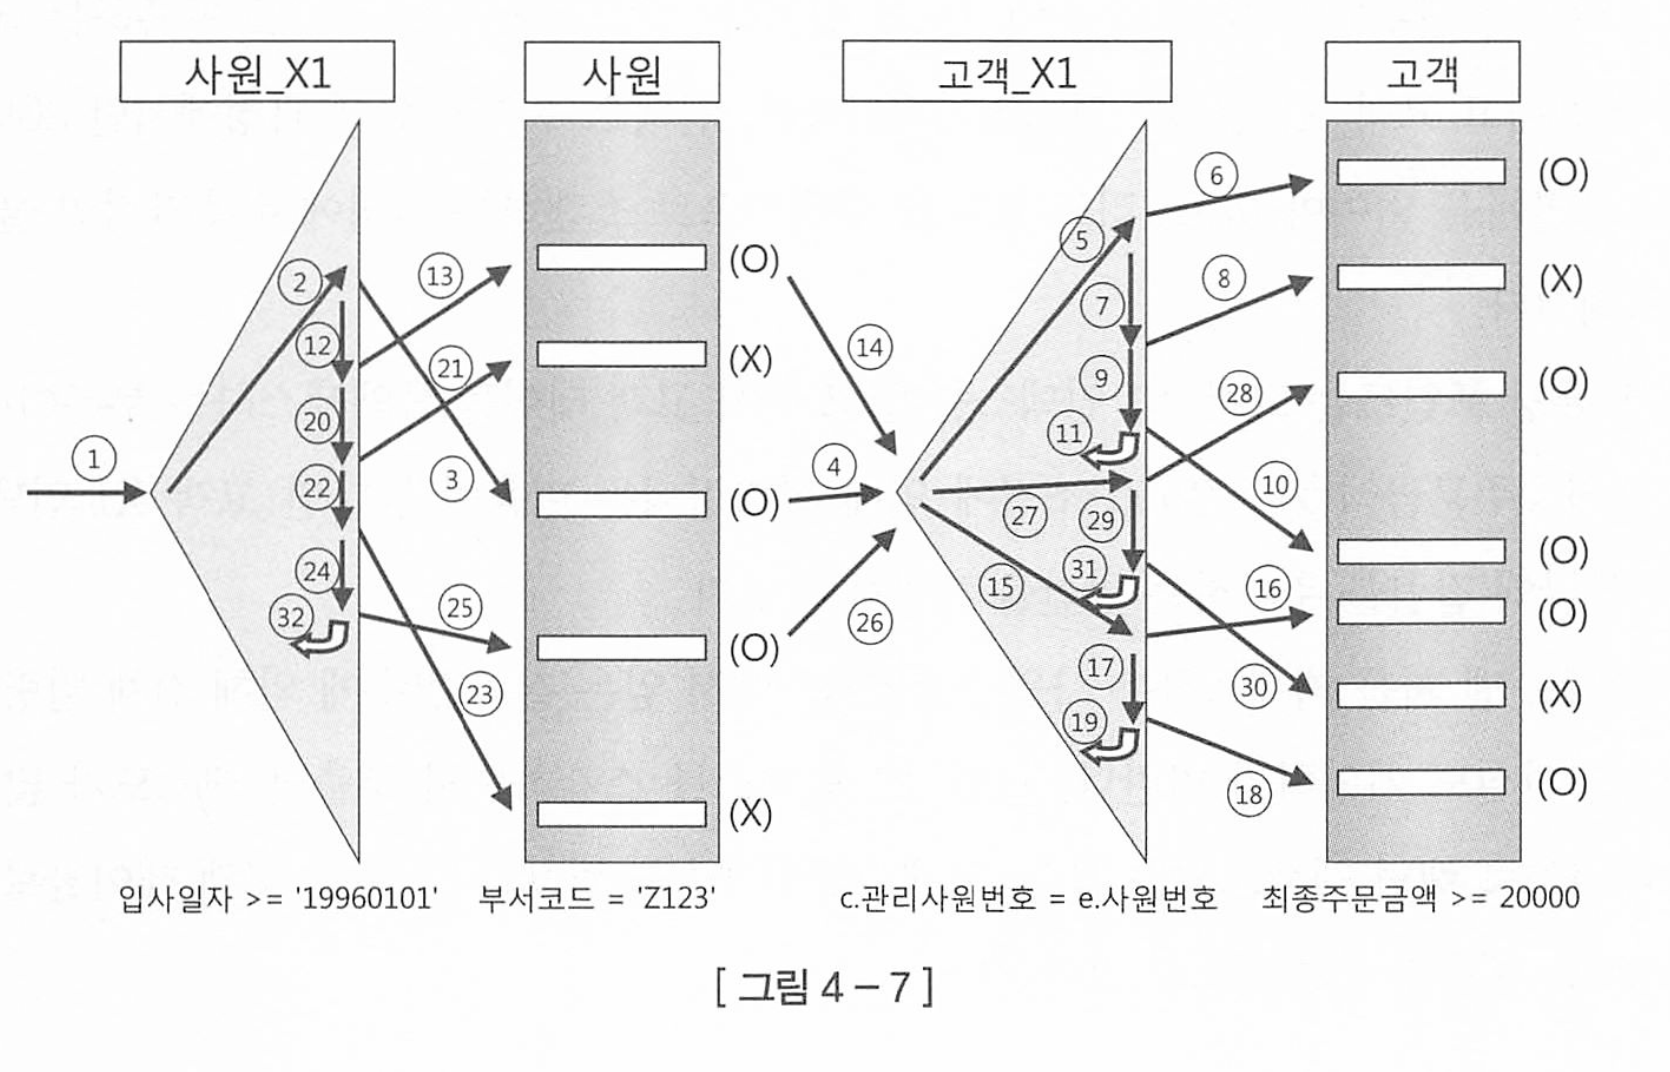 사원_X1 사원 고객_X1 고객
6 (O)
5
2 13 (O) 8 (X)
7
12 14
21 (X) 9 28 (O)
20 11
1 22 3 4 10
(O) 27 29
24 31 (O)
32 25 15 16 (O)
26
(O) 17
23 30 (X)
19
(X) 18 (O)
입사일자 >= '19960101' 부서코드 = 'Z123' c.관리사원번호 = e.사원번호 최종주문금액 >= 20000
[ 그림 4 – 7 ]